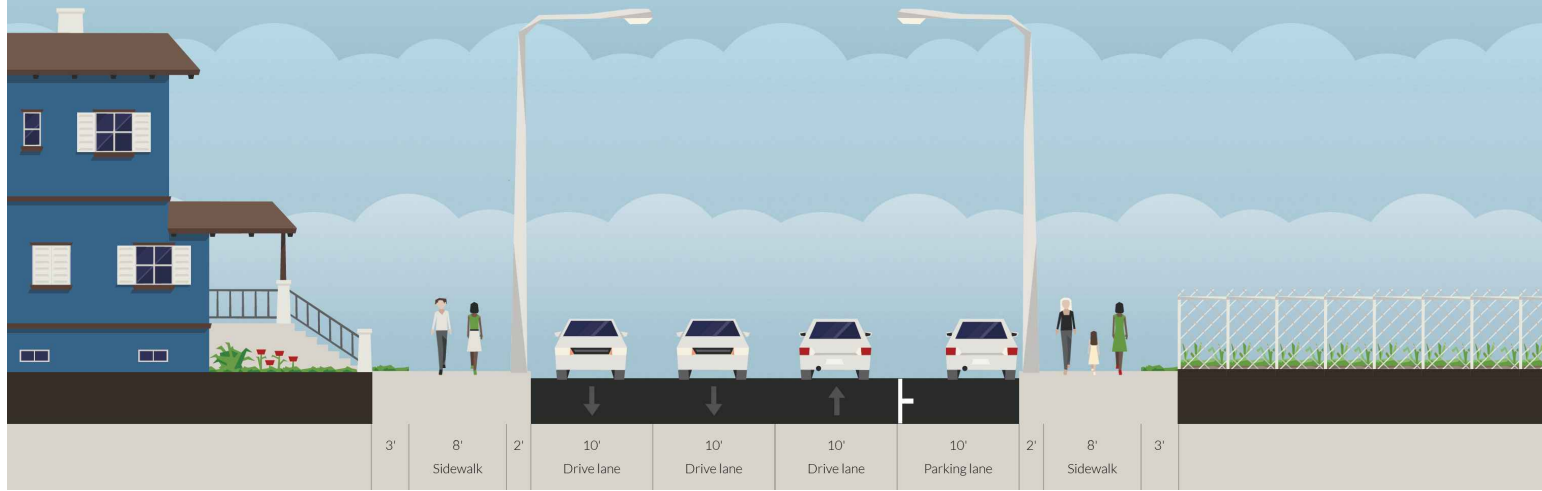 3' 8' 2' 10' 10' 10' 10' 2' 8' 3'
Sidewalk Drive lane Drive lane Drive lane Parking lane Sidewalk